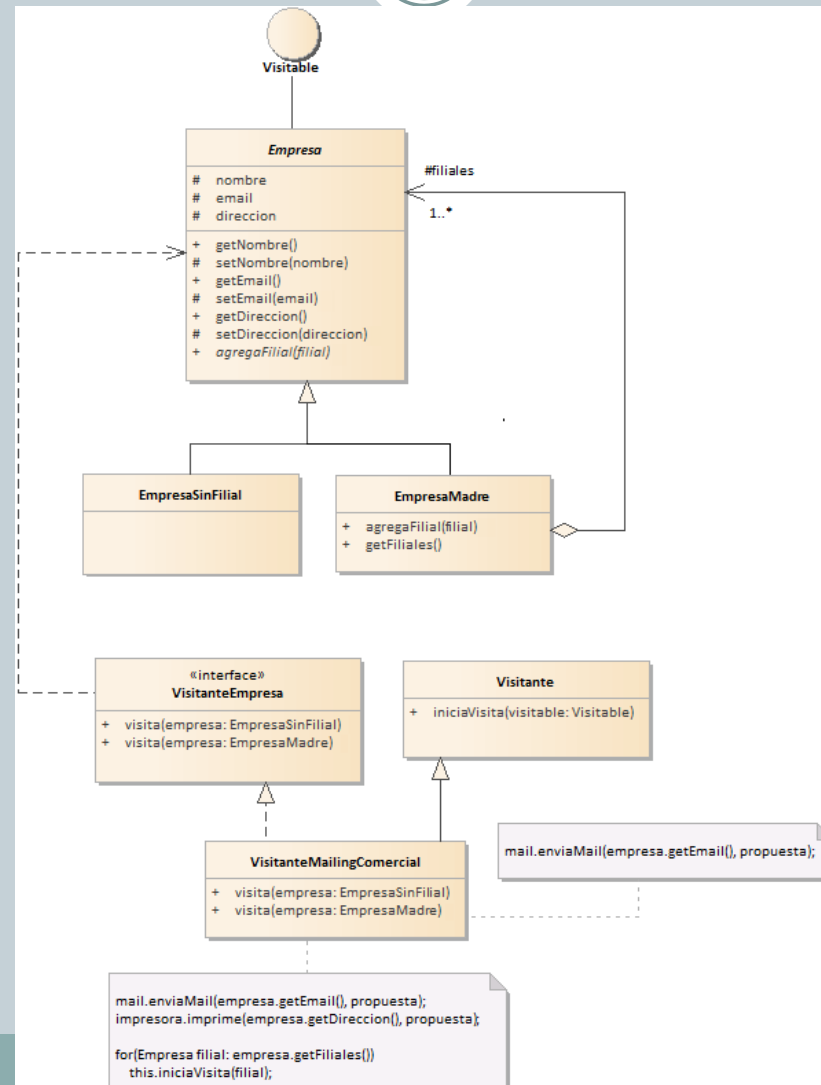 Visitable
Empresa
# nombre
# email
# direccion
+ getNombre()
# setNombre(nombre)
+ getEmail()
# setEmail(email)
+ getDireccion()
# setDireccion(direccion)
+ agregaFilial(filial)
#filiales
1..*
EmpresaSinFilial
EmpresaMadre
+ agregaFilial(filial)
+ getFiliales()
«interface»
VisitanteEmpresa
+ visita(empresa: EmpresaSinFilial)
+ visita(empresa: EmpresaMadre)
Visitante
+ iniciaVisita(visitable: Visitable)
VisitanteMailingComercial
+ visita(empresa: EmpresaSinFilial)
+ visita(empresa: EmpresaMadre)
mail.enviaMail(empresa.getEmail(), propuesta);
mail.enviaMail(empresa.getEmail(), propuesta);
impresora.imprime(empresa.getDireccion(), propuesta);
for(Empresa filial: empresa.getFiliales())
this.iniciaVisita(filial);